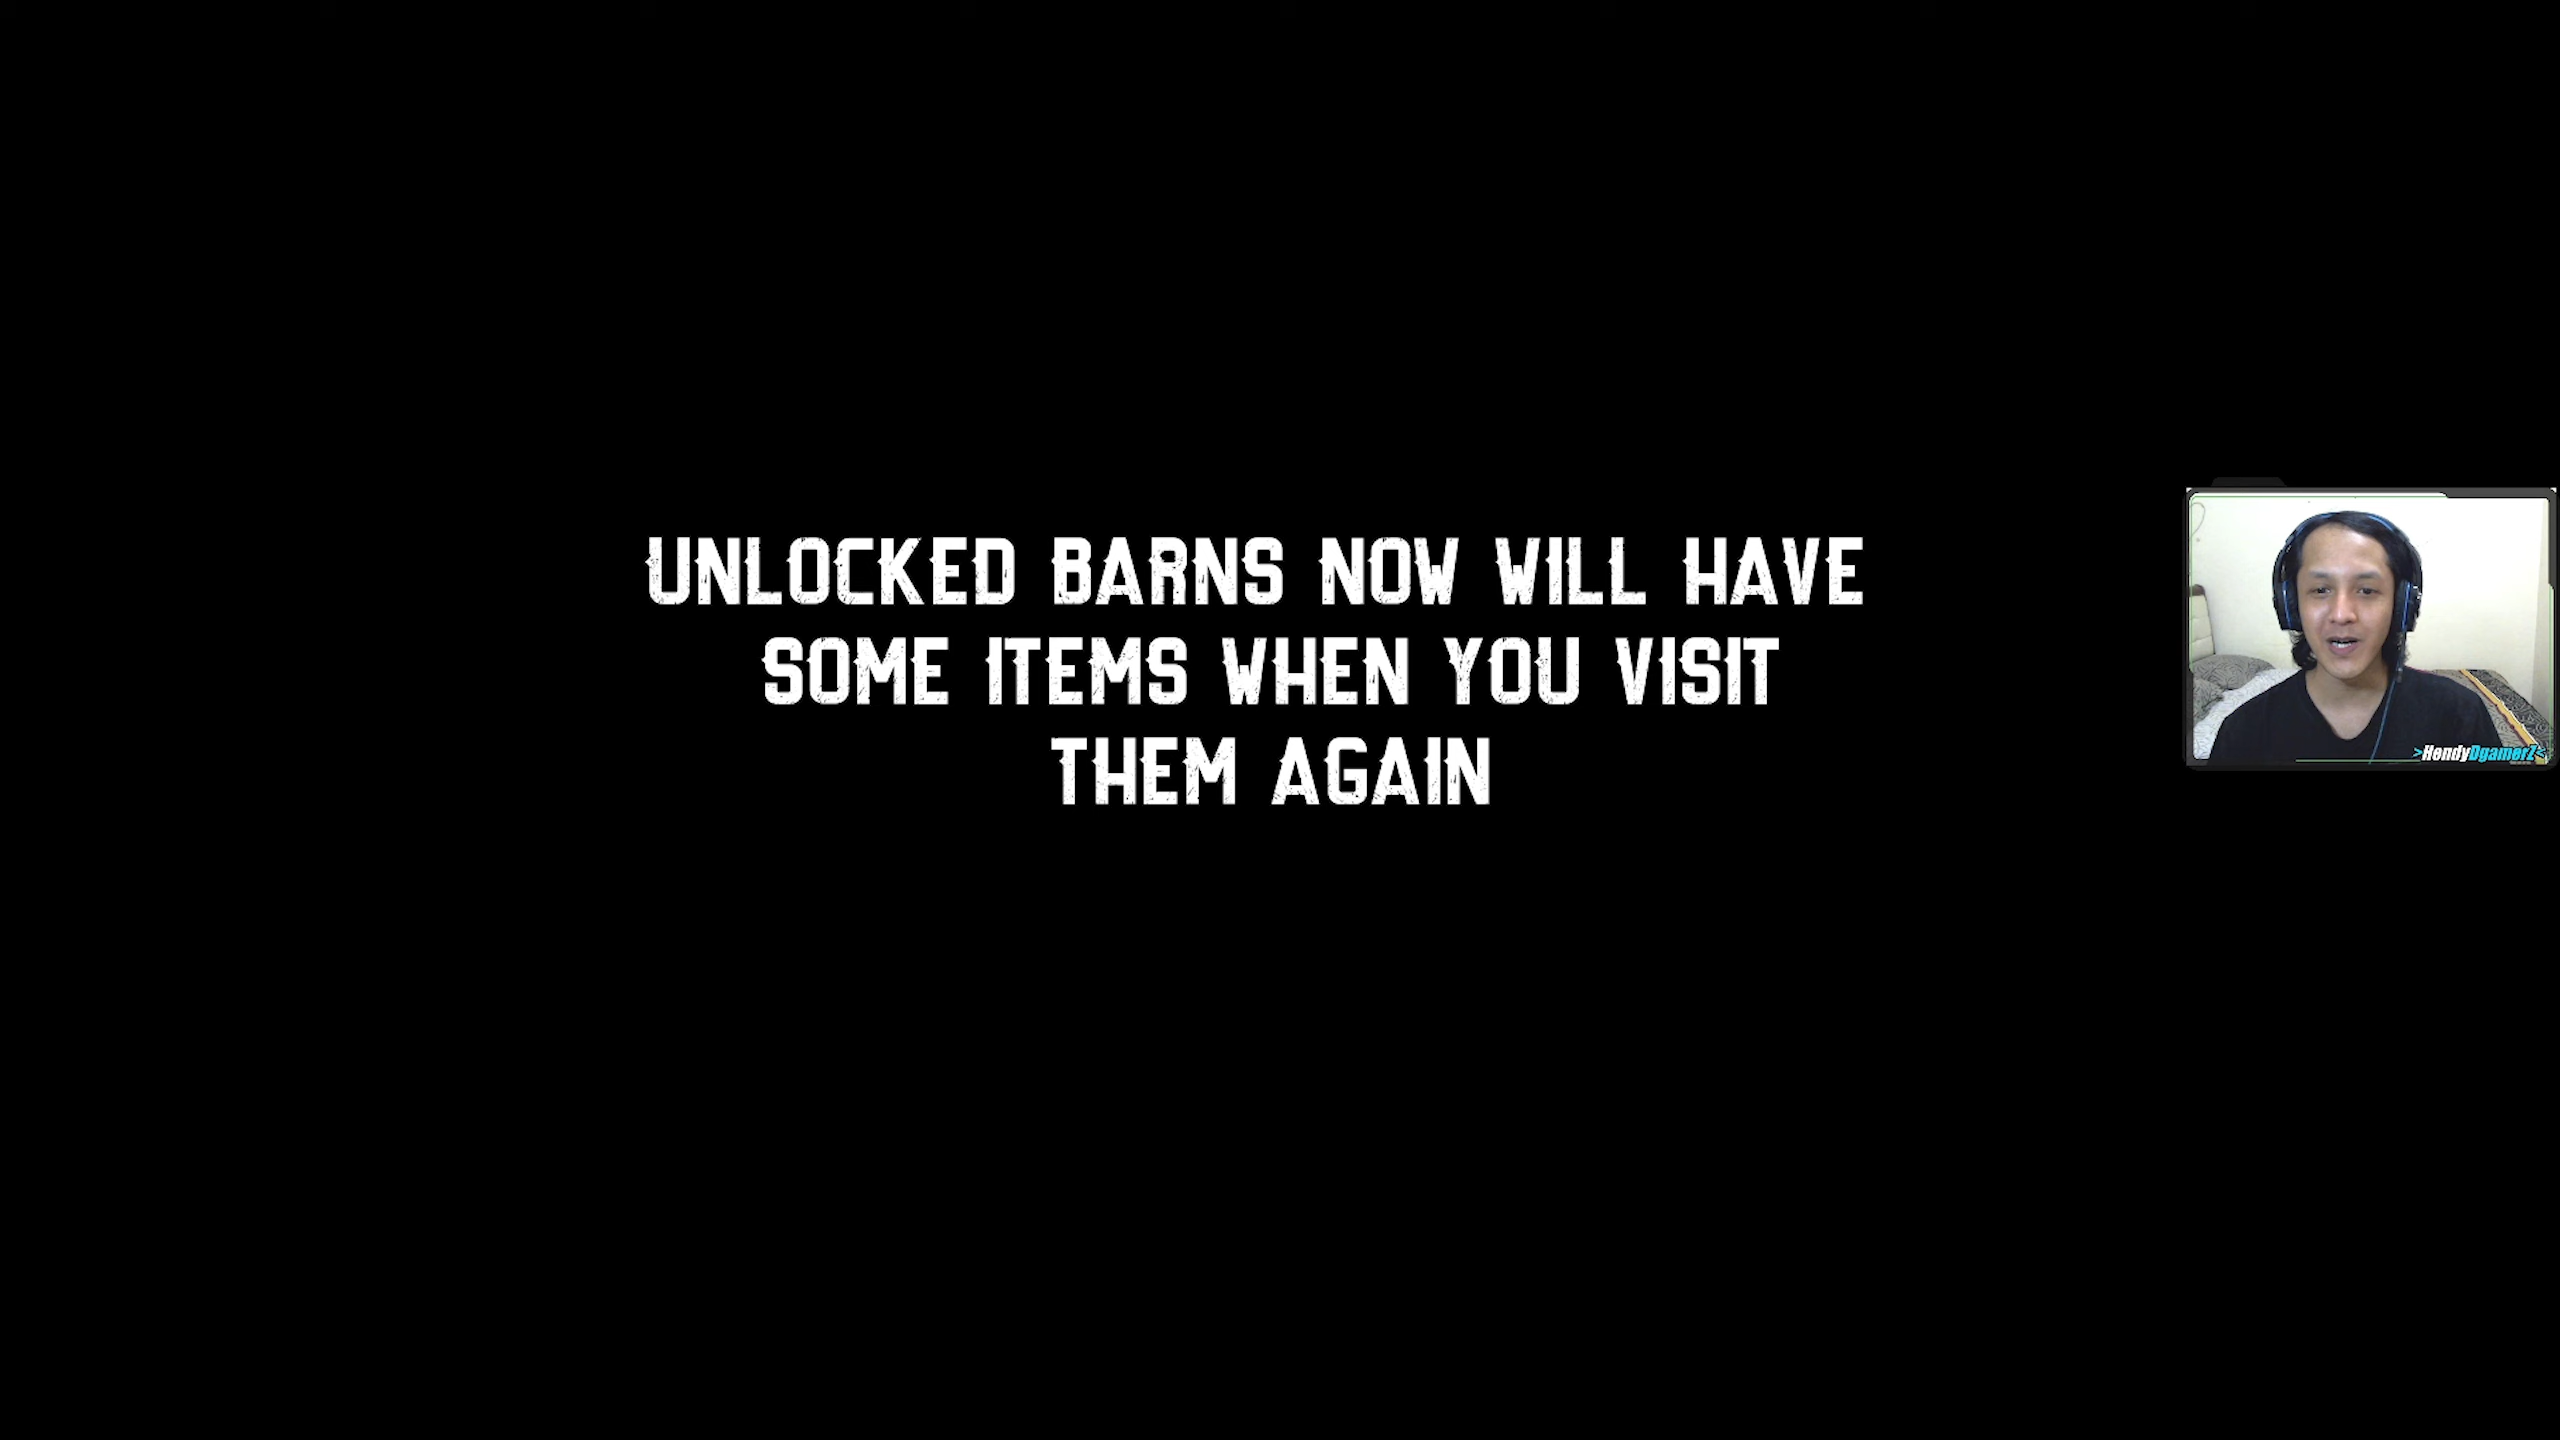 UNLOCKED BARNS NOW WILL HAVE
SOME ITEMS WHEN YOU VISIT
THEM AGAIN
>HendyDgamerZ<